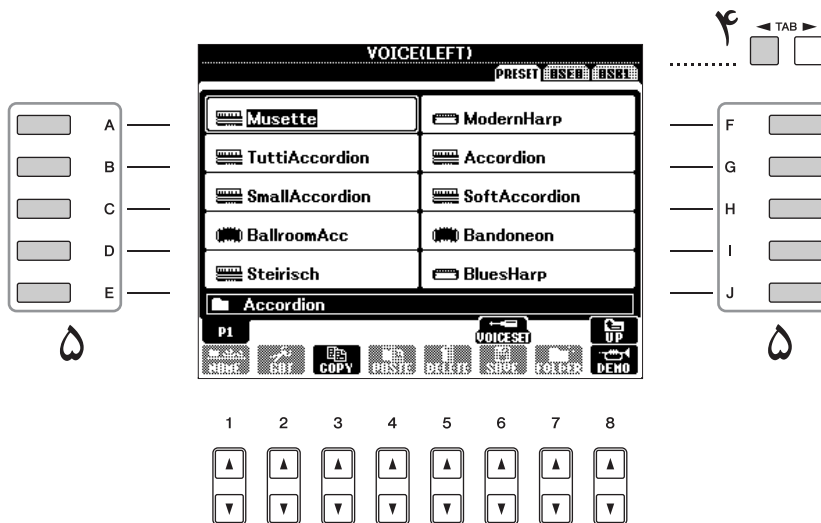 ۴
◄ TAB ►
VOICE(LEFT)
PRESET USER USB1
A Musette ModernHarp F
B TuttiAccordion Accordion G
C SmallAccordion SoftAccordion H
D BallroomAcc Bandoneon I
E Steirisch BluesHarp J
Accordion
P1 VOICESET UP
NAME CUT COPY PASTE DELETE SAVE FOLDER DEMO
۵ ۵
1 2 3 4 5 6 7 8